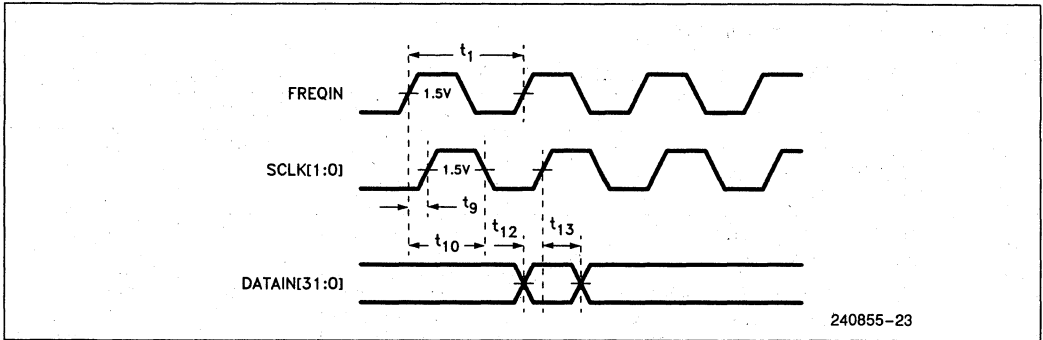 t1
FREQIN
1.5V
SCLK[1:0]
1.5V
t9
t12
t13
t10
DATAIN[31:0]
240855-23